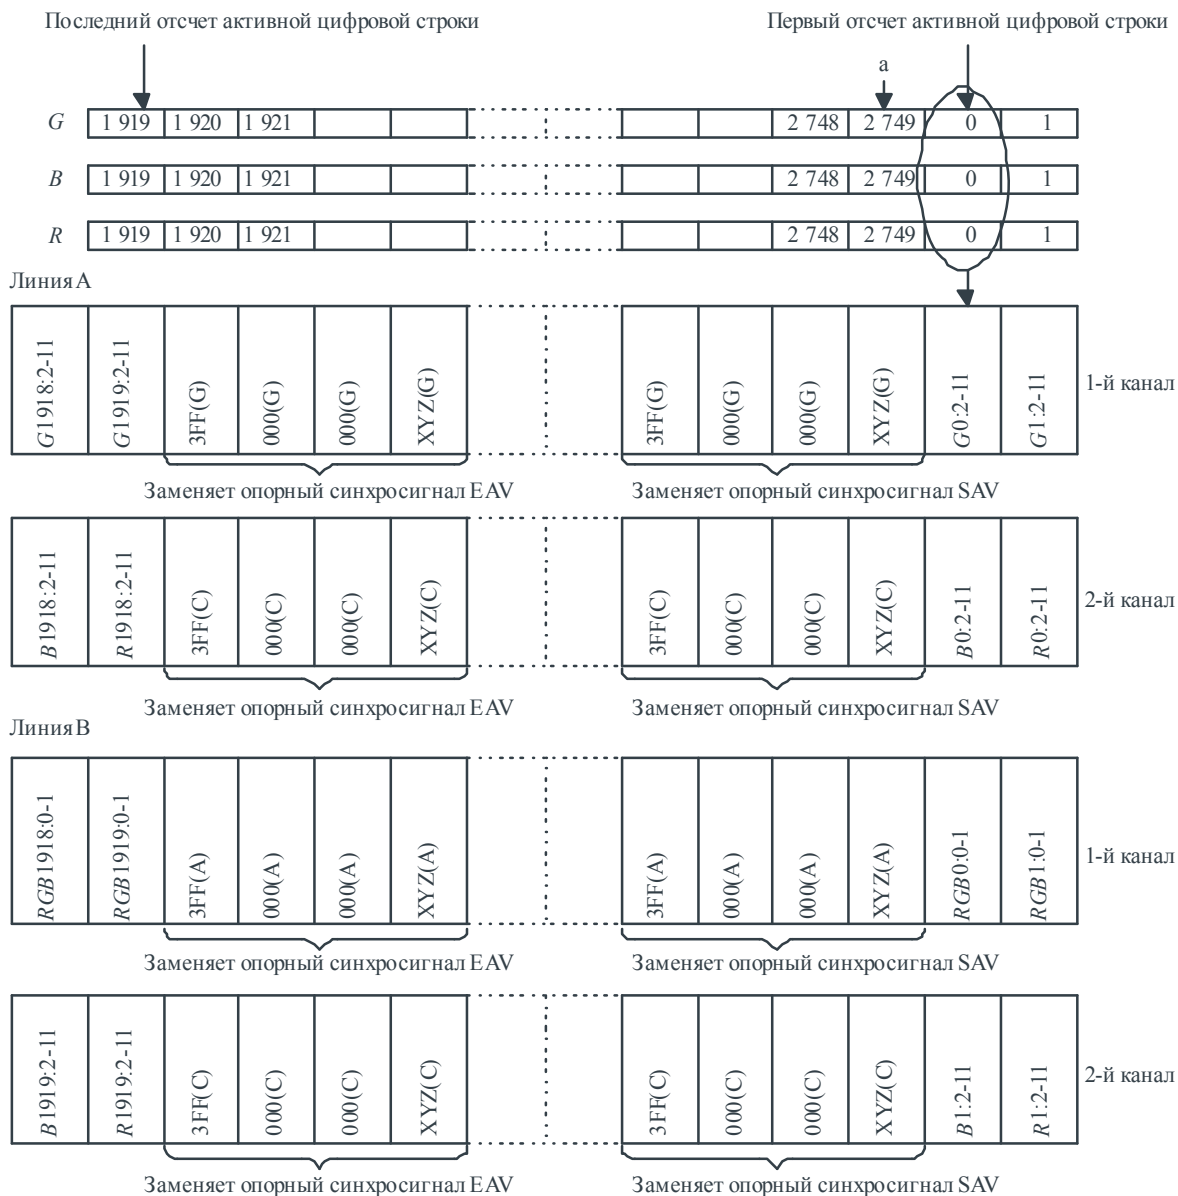 Последний отсчет активной цифровой строки
Первый отсчет активной цифровой строки
a
G 1 919 1 920 1 921 2 748 2 749 0 1
B 1 919 1 920 1 921 2 748 2 749 0 1
R 1 919 1 920 1 921 2 748 2 749 0 1
Линия A
G1918:2-11 G1919:2-11 3FF(G) 000(G) 000(G) XYZ(G) 3FF(G) 000(G) 000(G) XYZ(G) G0:2-11 G1:2-11 1-й канал
Заменяет опорный синхросигнал EAV Заменяет опорный синхросигнал SAV
B1918:2-11 R1918:2-11 3FF(C) 000(C) 000(C) XYZ(C) 3FF(C) 000(C) 000(C) XYZ(C) B0:2-11 R0:2-11 2-й канал
Заменяет опорный синхросигнал EAV Заменяет опорный синхросигнал SAV
Линия B
RGB1918:0-1 RGB1919:0-1 3FF(A) 000(A) 000(A) XYZ(A) 3FF(A) 000(A) 000(A) XYZ(A) RGB0:0-1 RGB1:0-1 1-й канал
Заменяет опорный синхросигнал EAV Заменяет опорный синхросигнал SAV
B1919:2-11 R1919:2-11 3FF(C) 000(C) 000(C) XYZ(C) 3FF(C) 000(C) 000(C) XYZ(C) B1:2-11 R1:2-11 2-й канал
Заменяет опорный синхросигнал EAV Заменяет опорный синхросигнал SAV